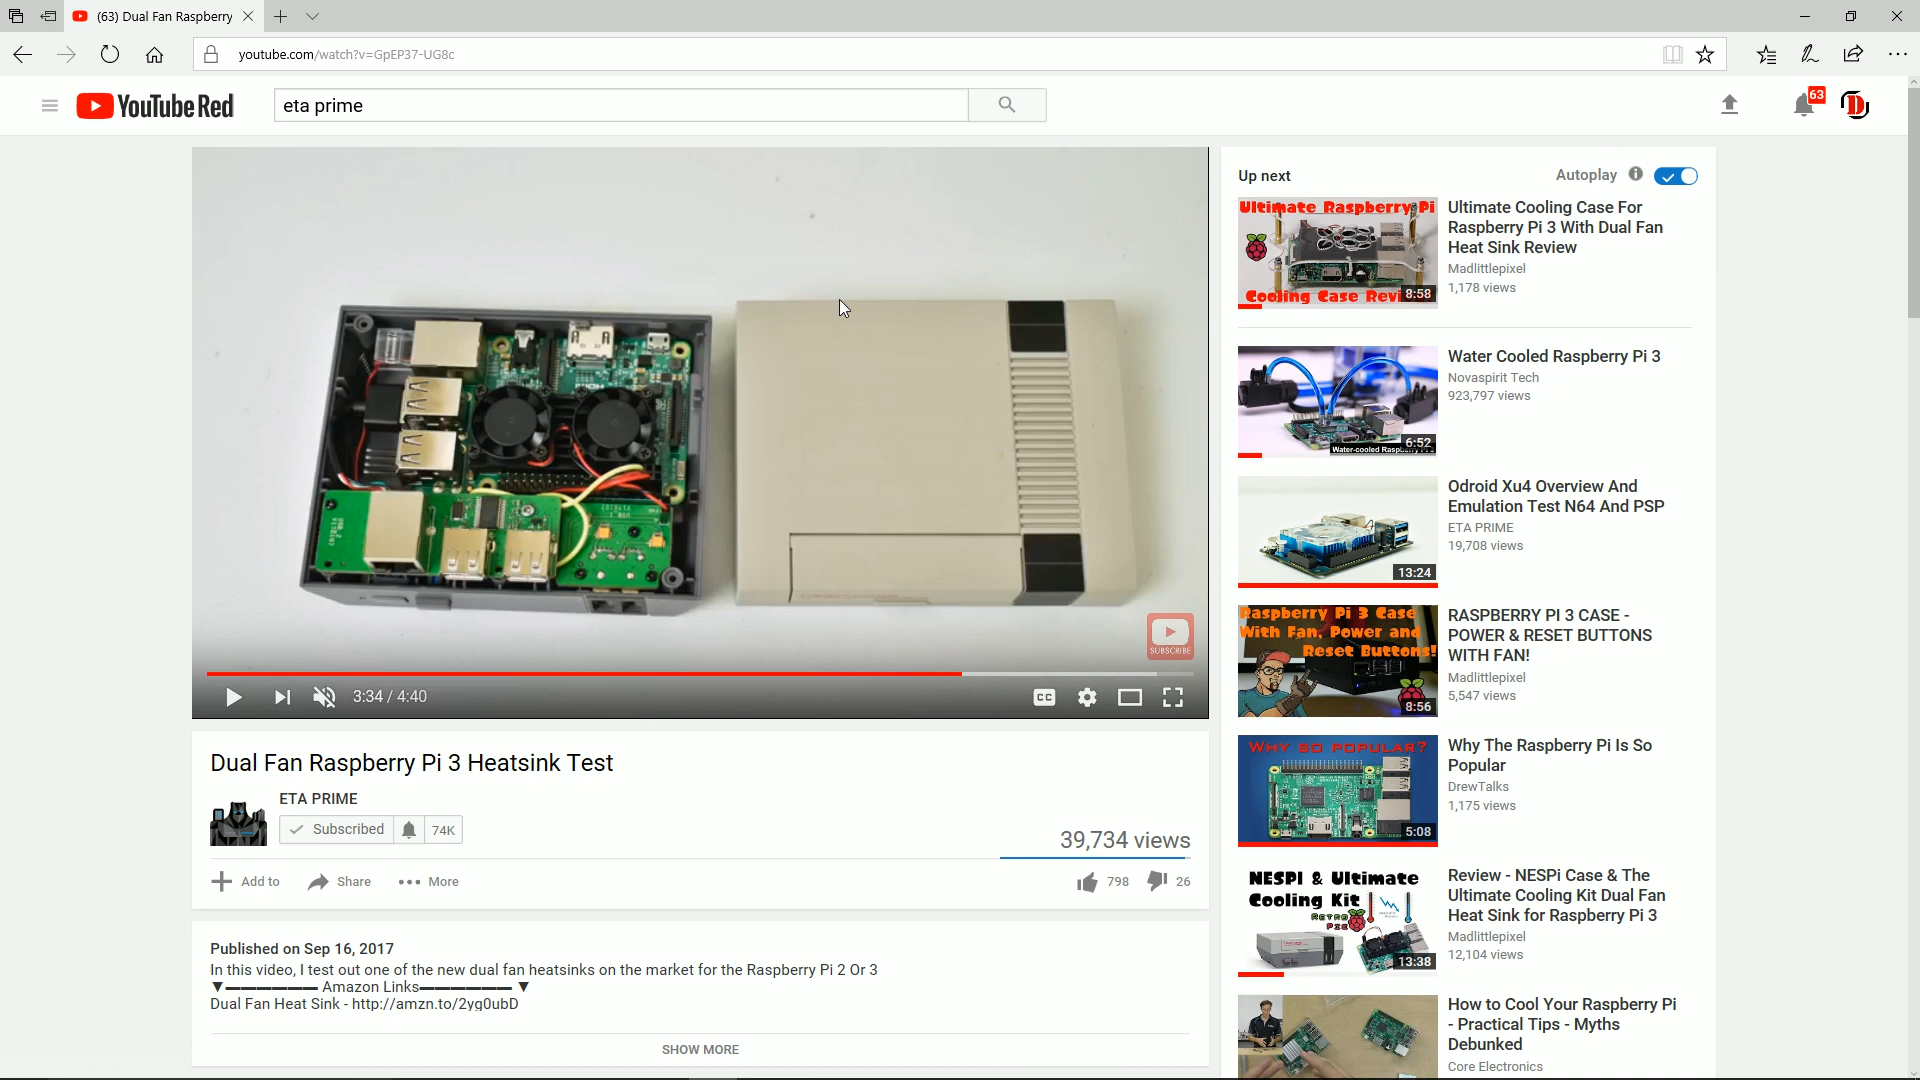 (63) Dual Fan Raspberry
youtube.com/watch?v=GpEP37-UG8c
YouTube Red
eta prime
63
SUBSCRIBE
3:34 / 4:40
CC
Dual Fan Raspberry Pi 3 Heatsink Test
ETA PRIME
Subscribed
74K
39,734 views
Add to
Share
More
798
26
Published on Sep 16, 2017
In this video, I test out one of the new dual fan heatsinks on the market for the Raspberry Pi 2 Or 3
▼—————— Amazon Links—————— ▼
Dual Fan Heat Sink - http://amzn.to/2yg0ubD
SHOW MORE
Up next
Autoplay
Ultimate Raspberry Pi
Cooling Case Revi
8:58
Ultimate Cooling Case For
Raspberry Pi 3 With Dual Fan
Heat Sink Review
Madlittlepixel
1,178 views
Water-cooled
6:52
Water Cooled Raspberry Pi 3
Novaspirit Tech
923,797 views
13:24
Odroid Xu4 Overview And
Emulation Test N64 And PSP
ETA PRIME
19,708 views
Raspberry Pi 3 Case
With Fan, Power and
Reset Buttons!
8:56
RASPBERRY PI 3 CASE -
POWER & RESET BUTTONS
WITH FAN!
Madlittlepixel
5,547 views
WHY SO POPULAR?
5:08
Why The Raspberry Pi Is So
Popular
DrewTalks
1,175 views
NESPI & Ultimate
Cooling Kit
RETRO
PIE
13:38
Review - NESPi Case & The
Ultimate Cooling Kit Dual Fan
Heat Sink for Raspberry Pi 3
Madlittlepixel
12,104 views
How to Cool Your Raspberry Pi
- Practical Tips - Myths
Debunked
Core Electronics